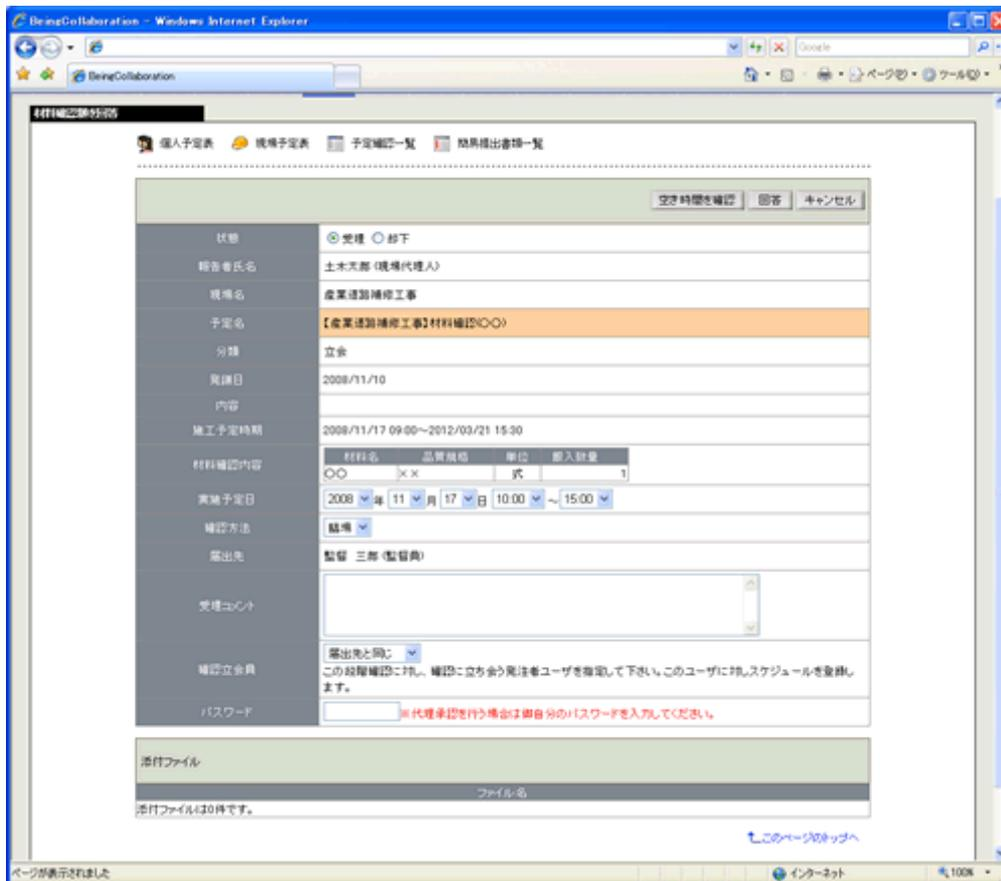 BeingCollaboration - Windows Internet Explorer
Google
BeingCollaboration
ページ(P) ツール(O)
材料確認願を回答
個人予定表 現場予定表 予定確認一覧 簡易提出書類一覧
空き時間を確認 回答 キャンセル
状態 受理 却下
報告者氏名 土木太郎(現場代理人)
現場名 産業道路補修工事
予定名 【産業道路補修工事】材料確認(〇〇)
分類 立会
発議日 2008/11/10
内容
施工予定時期 2008/11/17 09:00~2012/03/21 15:30
材料確認内容 材料名 品質規格 単位 搬入数量
〇〇 ×× 式 1
実施予定日 2008 年 11 月 17 日 10:00 ~ 15:00
確認方法 臨場
届出先 監督 三郎(監督員)
受理コメント
届出先と同じ
確認立会員 この段階確認に対し、確認に立ち会う発注者ユーザを指定して下さい。このユーザに対しスケジュールを登録し
ます。
パスワード ※代理承認を行う場合は御自分のパスワードを入力してください。
添付ファイル
ファイル名
添付ファイルは0件です。
このページのトップへ
ページが表示されました インターネット 100%